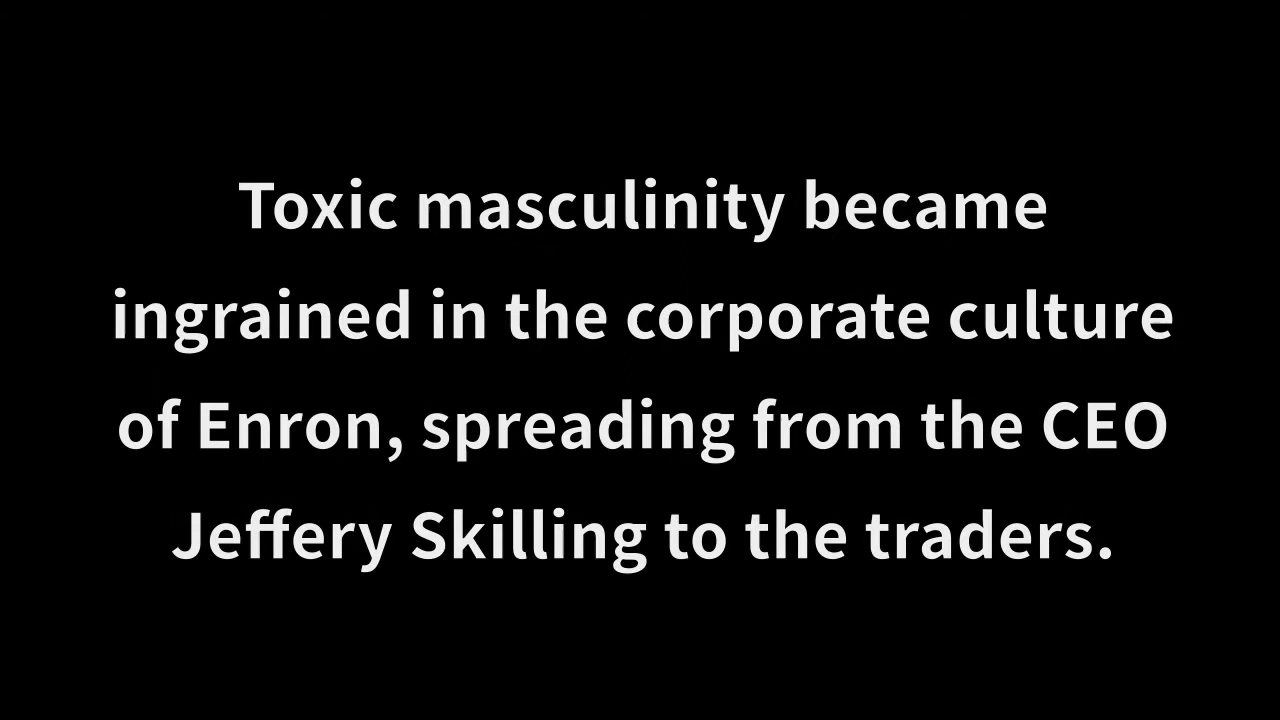 Toxic masculinity became
ingrained in the corporate culture
of Enron, spreading from the CEO
Jeffery Skilling to the traders.